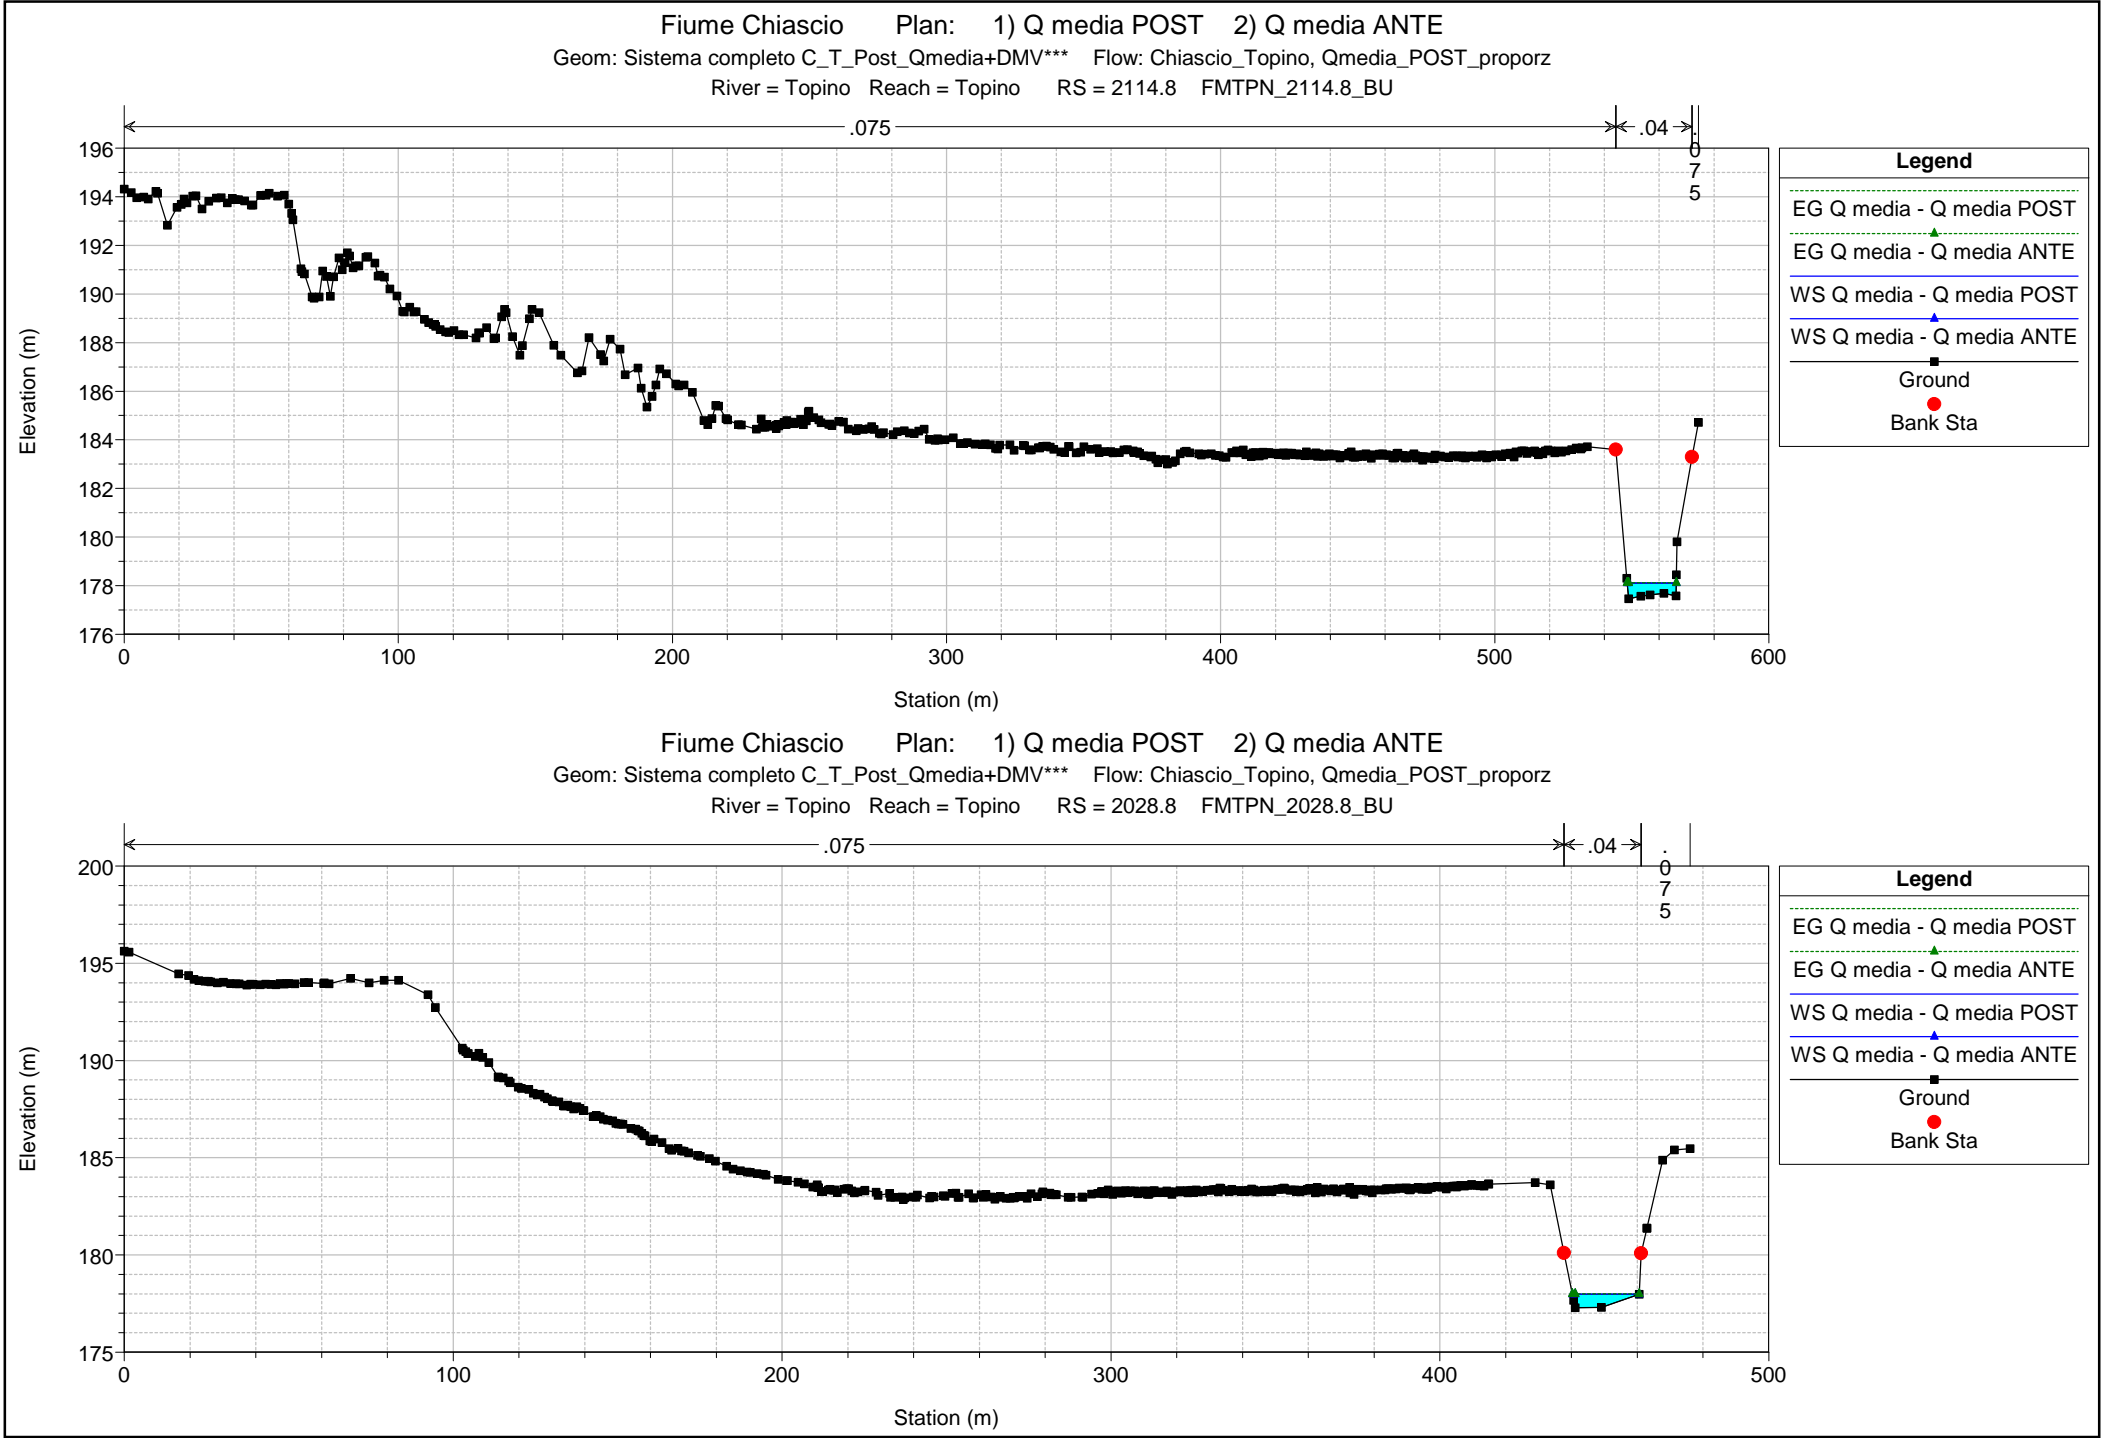 Fiume Chiascio Plan: 1) Q media POST 2) Q media ANTE
Geom: Sistema completo C_T_Post_Qmedia+DMV*** Flow: Chiascio_Topino, Qmedia_POST_proporz
River = Topino Reach = Topino RS = 2114.8 FMTPN_2114.8_BU
.075
.04
.075
196
194
192
190
188
186
184
182
180
178
176
0
100
200
300
400
500
600
Elevation (m)
Station (m)
Legend
EG Q media - Q media POST
EG Q media - Q media ANTE
WS Q media - Q media POST
WS Q media - Q media ANTE
Ground
Bank Sta
Fiume Chiascio Plan: 1) Q media POST 2) Q media ANTE
Geom: Sistema completo C_T_Post_Qmedia+DMV*** Flow: Chiascio_Topino, Qmedia_POST_proporz
River = Topino Reach = Topino RS = 2028.8 FMTPN_2028.8_BU
.075
.04
.075
200
195
190
185
180
175
0
100
200
300
400
500
Elevation (m)
Station (m)
Legend
EG Q media - Q media POST
EG Q media - Q media ANTE
WS Q media - Q media POST
WS Q media - Q media ANTE
Ground
Bank Sta